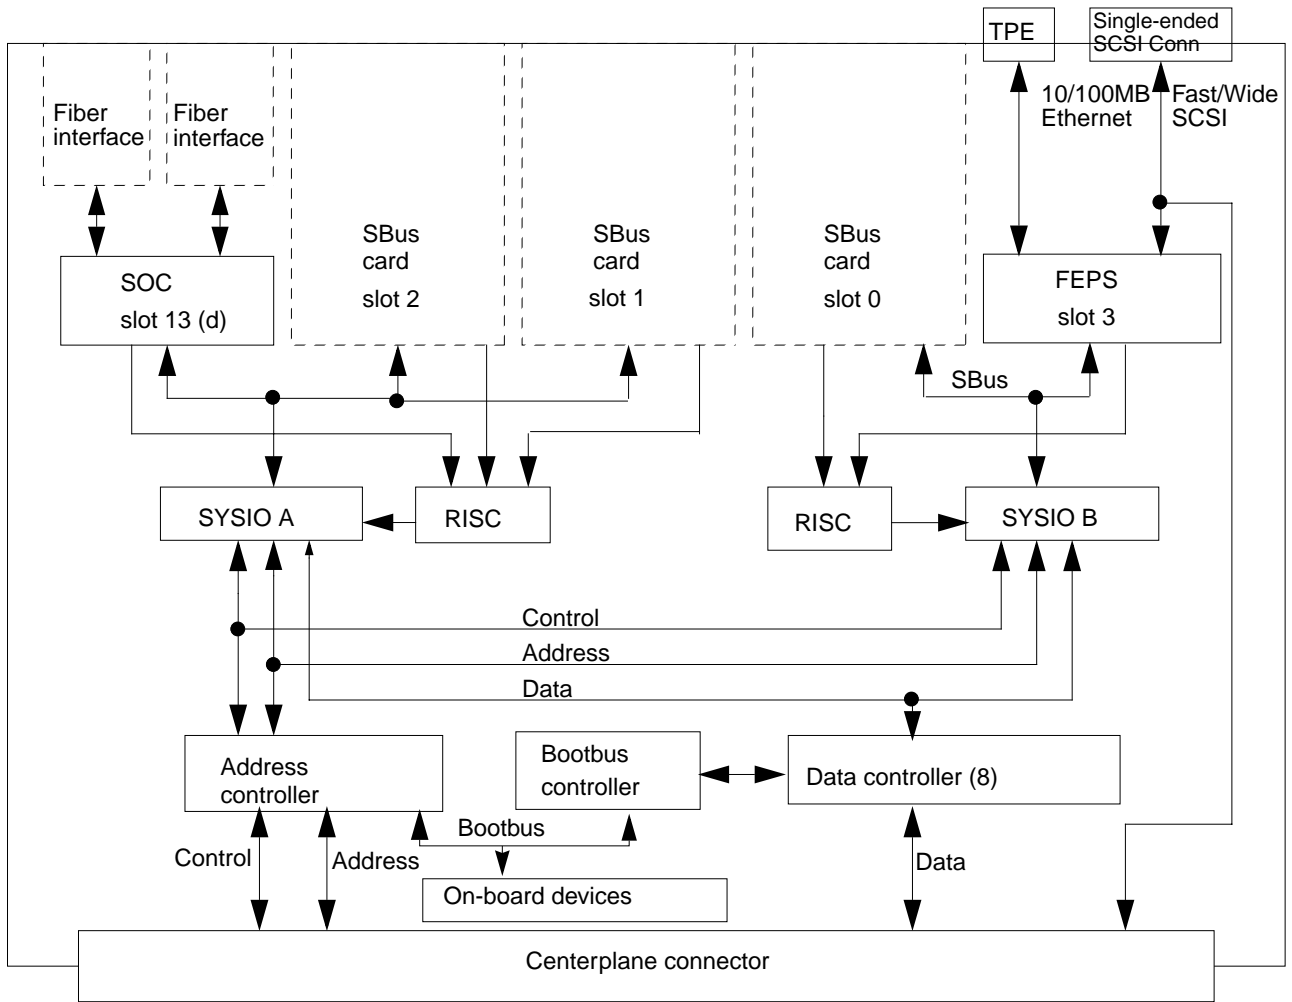 TPE
Single-ended
SCSI Conn
10/100MB
Ethernet
Fast/Wide
SCSI
Fiber
interface
Fiber
interface
SBus
card
slot 2
SBus
card
slot 1
SBus
card
slot 0
SOC
slot 13 (d)
FEPS
slot 3
SBus
SYSIO A
RISC
RISC
SYSIO B
Control
Address
Data
Address
controller
Bootbus
controller
Data controller (8)
Bootbus
Control
Address
Data
On-board devices
Centerplane connector